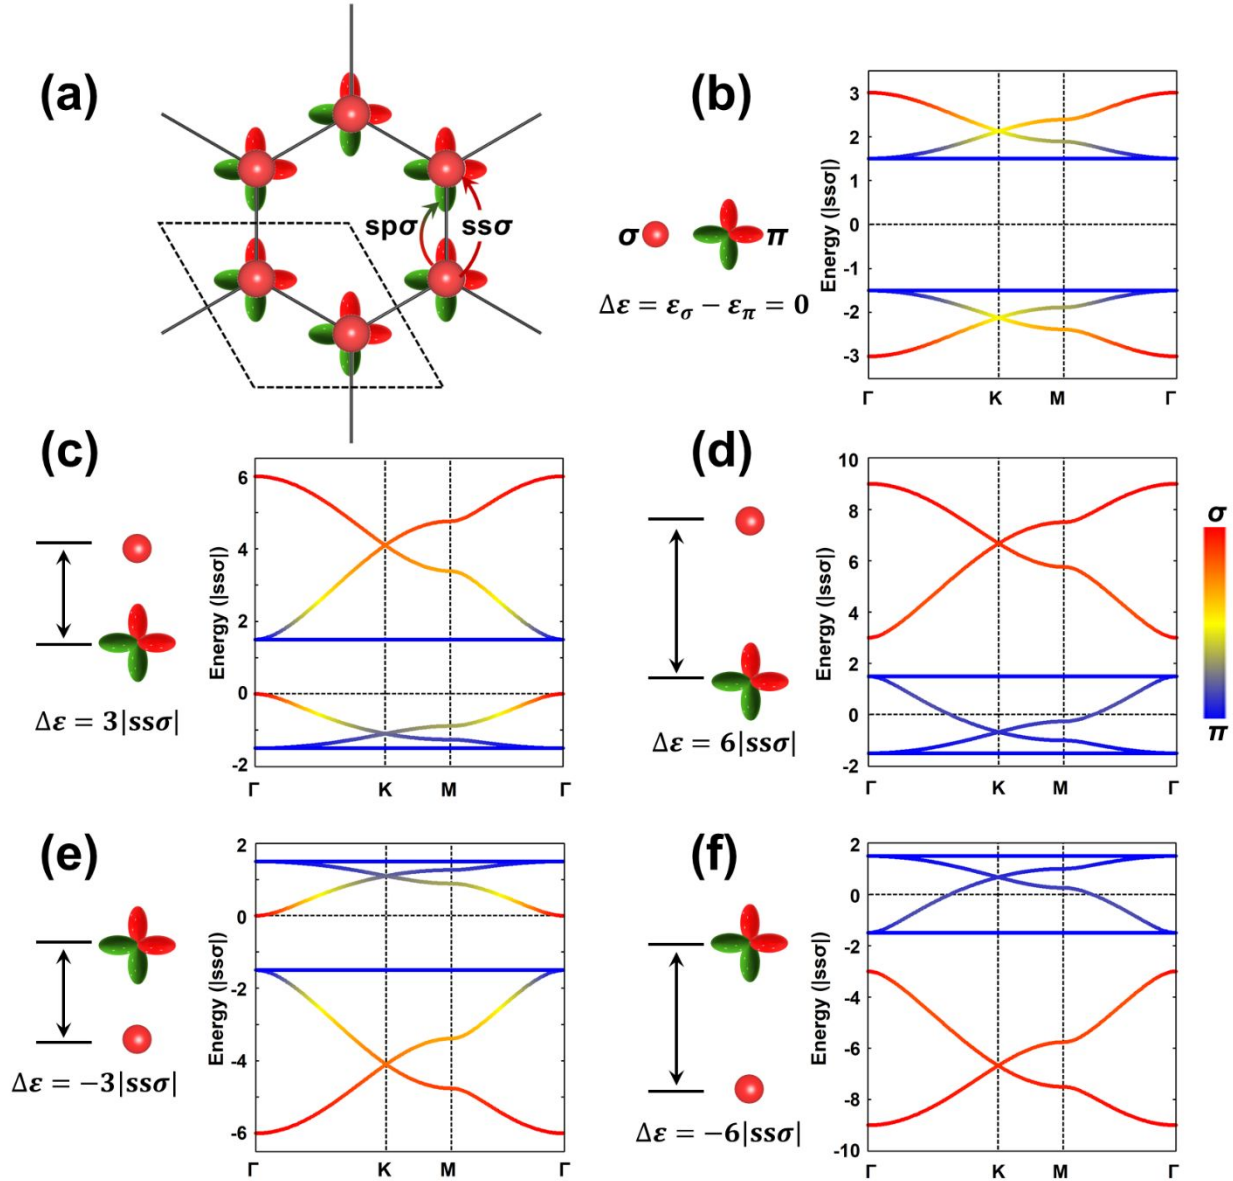 (a)
spσ
ssσ
(b)
σ
π
Δε = ε_σ − ε_π = 0
Energy (|ssσ|)
3
2
1
0
-1
-2
-3
Γ
K
M
Γ
(c)
Δε = 3|ssσ|
Energy (|ssσ|)
6
4
2
0
-2
Γ
K
M
Γ
(d)
Δε = 6|ssσ|
Energy (|ssσ|)
10
8
6
4
2
0
-2
Γ
K
M
Γ
σ
π
(e)
Δε = −3|ssσ|
Energy (|ssσ|)
2
0
-2
-4
-6
Γ
K
M
Γ
(f)
Δε = −6|ssσ|
Energy (|ssσ|)
2
0
-2
-4
-6
-8
-10
Γ
K
M
Γ